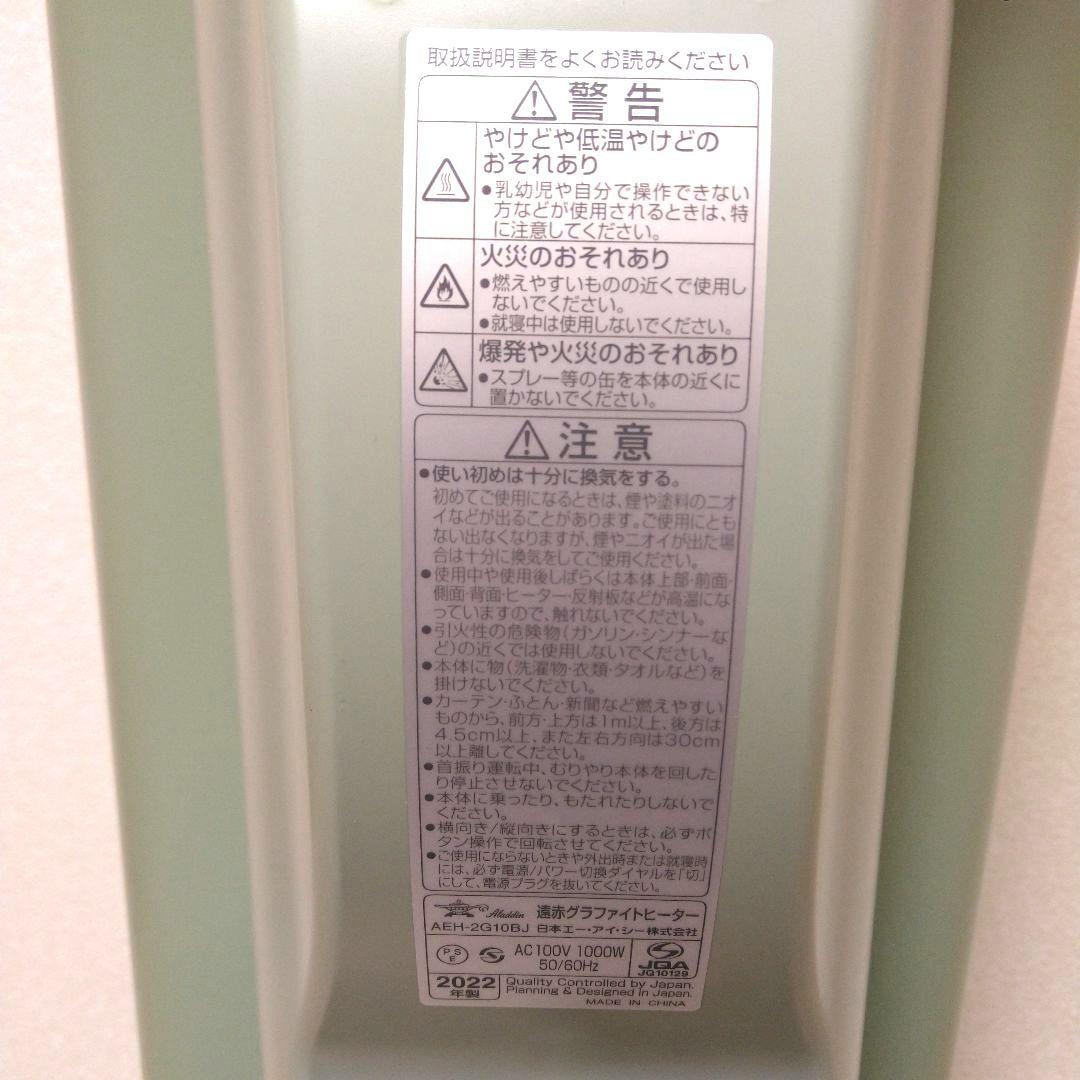 取扱説明書をよくお読みください
警告
やけどや低温やけどの
おそれあり
●乳幼児や自分で操作できない
方などが使用されるときは、特
に注意してください。
火災のおそれあり
●燃えやすいものの近くで使用し
ないでください。
●就寝中は使用しないでください。
爆発や火災のおそれあり
●スプレー等の缶を本体の近くに
置かないでください。
注意
●使い初めは十分に換気をする。
初めてご使用になるときは、煙や塗料のニオ
イなどが出ることがあります。ご使用にとも
ない出なくなりますが、煙やニオイが出た場
合は十分に換気をしてご使用ください。
●使用中や使用後しばらくは本体上部・前面・
側面・背面・ヒーター・反射板などが高温にな
っていますので、触れないでください。
●引火性の危険物(ガソリン・シンナーな
ど)の近くでは使用しないでください。
●本体に物(洗濯物・衣類・タオルなど)を
掛けないでください。
●カーテン・ふとん・新聞など燃えやすい
ものから、前方・上方は1m以上、後方は
4.5cm以上、また左右方向は30cm
以上離してください。
●首振り運転中、むりやり本体を回した
り停止させないでください。
●本体に乗ったり、もたれたりしないで
ください。
●横向き/縦向きにするときは、必ずボ
タン操作で回転させてください。
●ご使用にならないときや外出時または就寝時
には、必ず電源/パワー切換ダイヤルを「切」
にして、電源プラグを抜いてください。
Aladdin 遠赤グラファイトヒーター
AEH-2G10BJ 日本エー・アイ・シー株式会社
PSE AC100V 1000W
50/60Hz
JQA
JQ10129
2022
年製
Quality Controlled by Japan.
Planning & Designed in Japan.
MADE IN CHINA